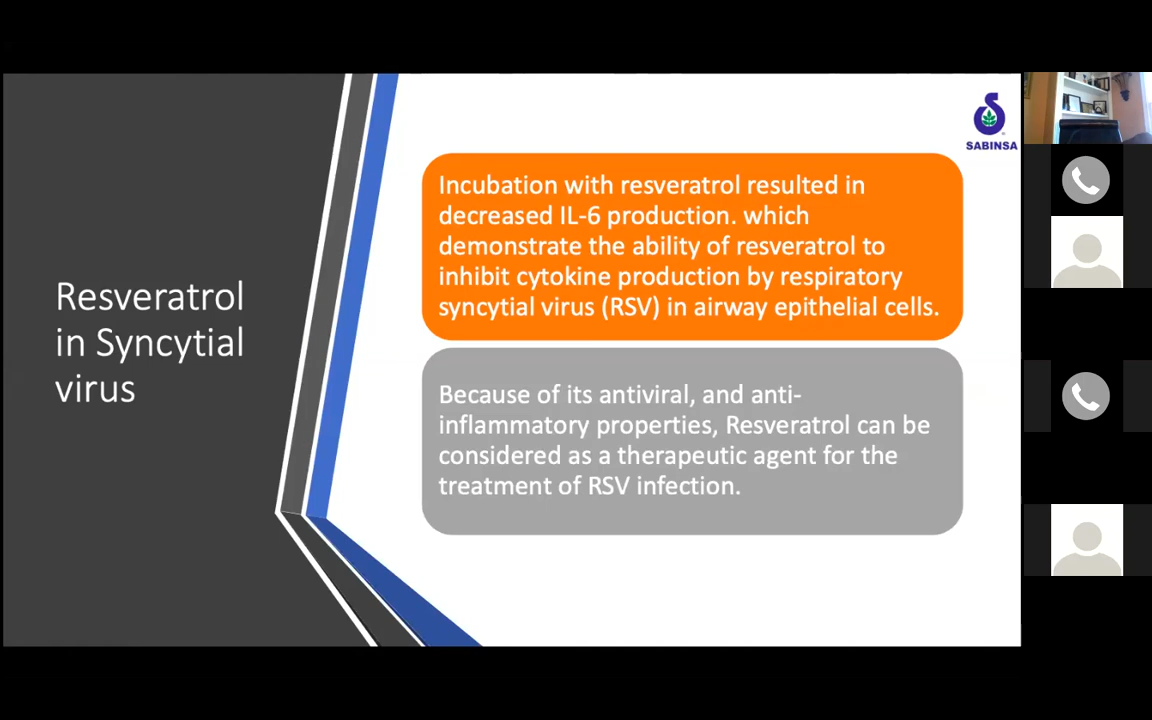 SABINSA
Resveratrol
in Syncytial
virus
Incubation with resveratrol resulted in
decreased IL-6 production. which
demonstrate the ability of resveratrol to
inhibit cytokine production by respiratory
syncytial virus (RSV) in airway epithelial cells.
Because of its antiviral, and anti-
inflammatory properties, Resveratrol can be
considered as a therapeutic agent for the
treatment of RSV infection.